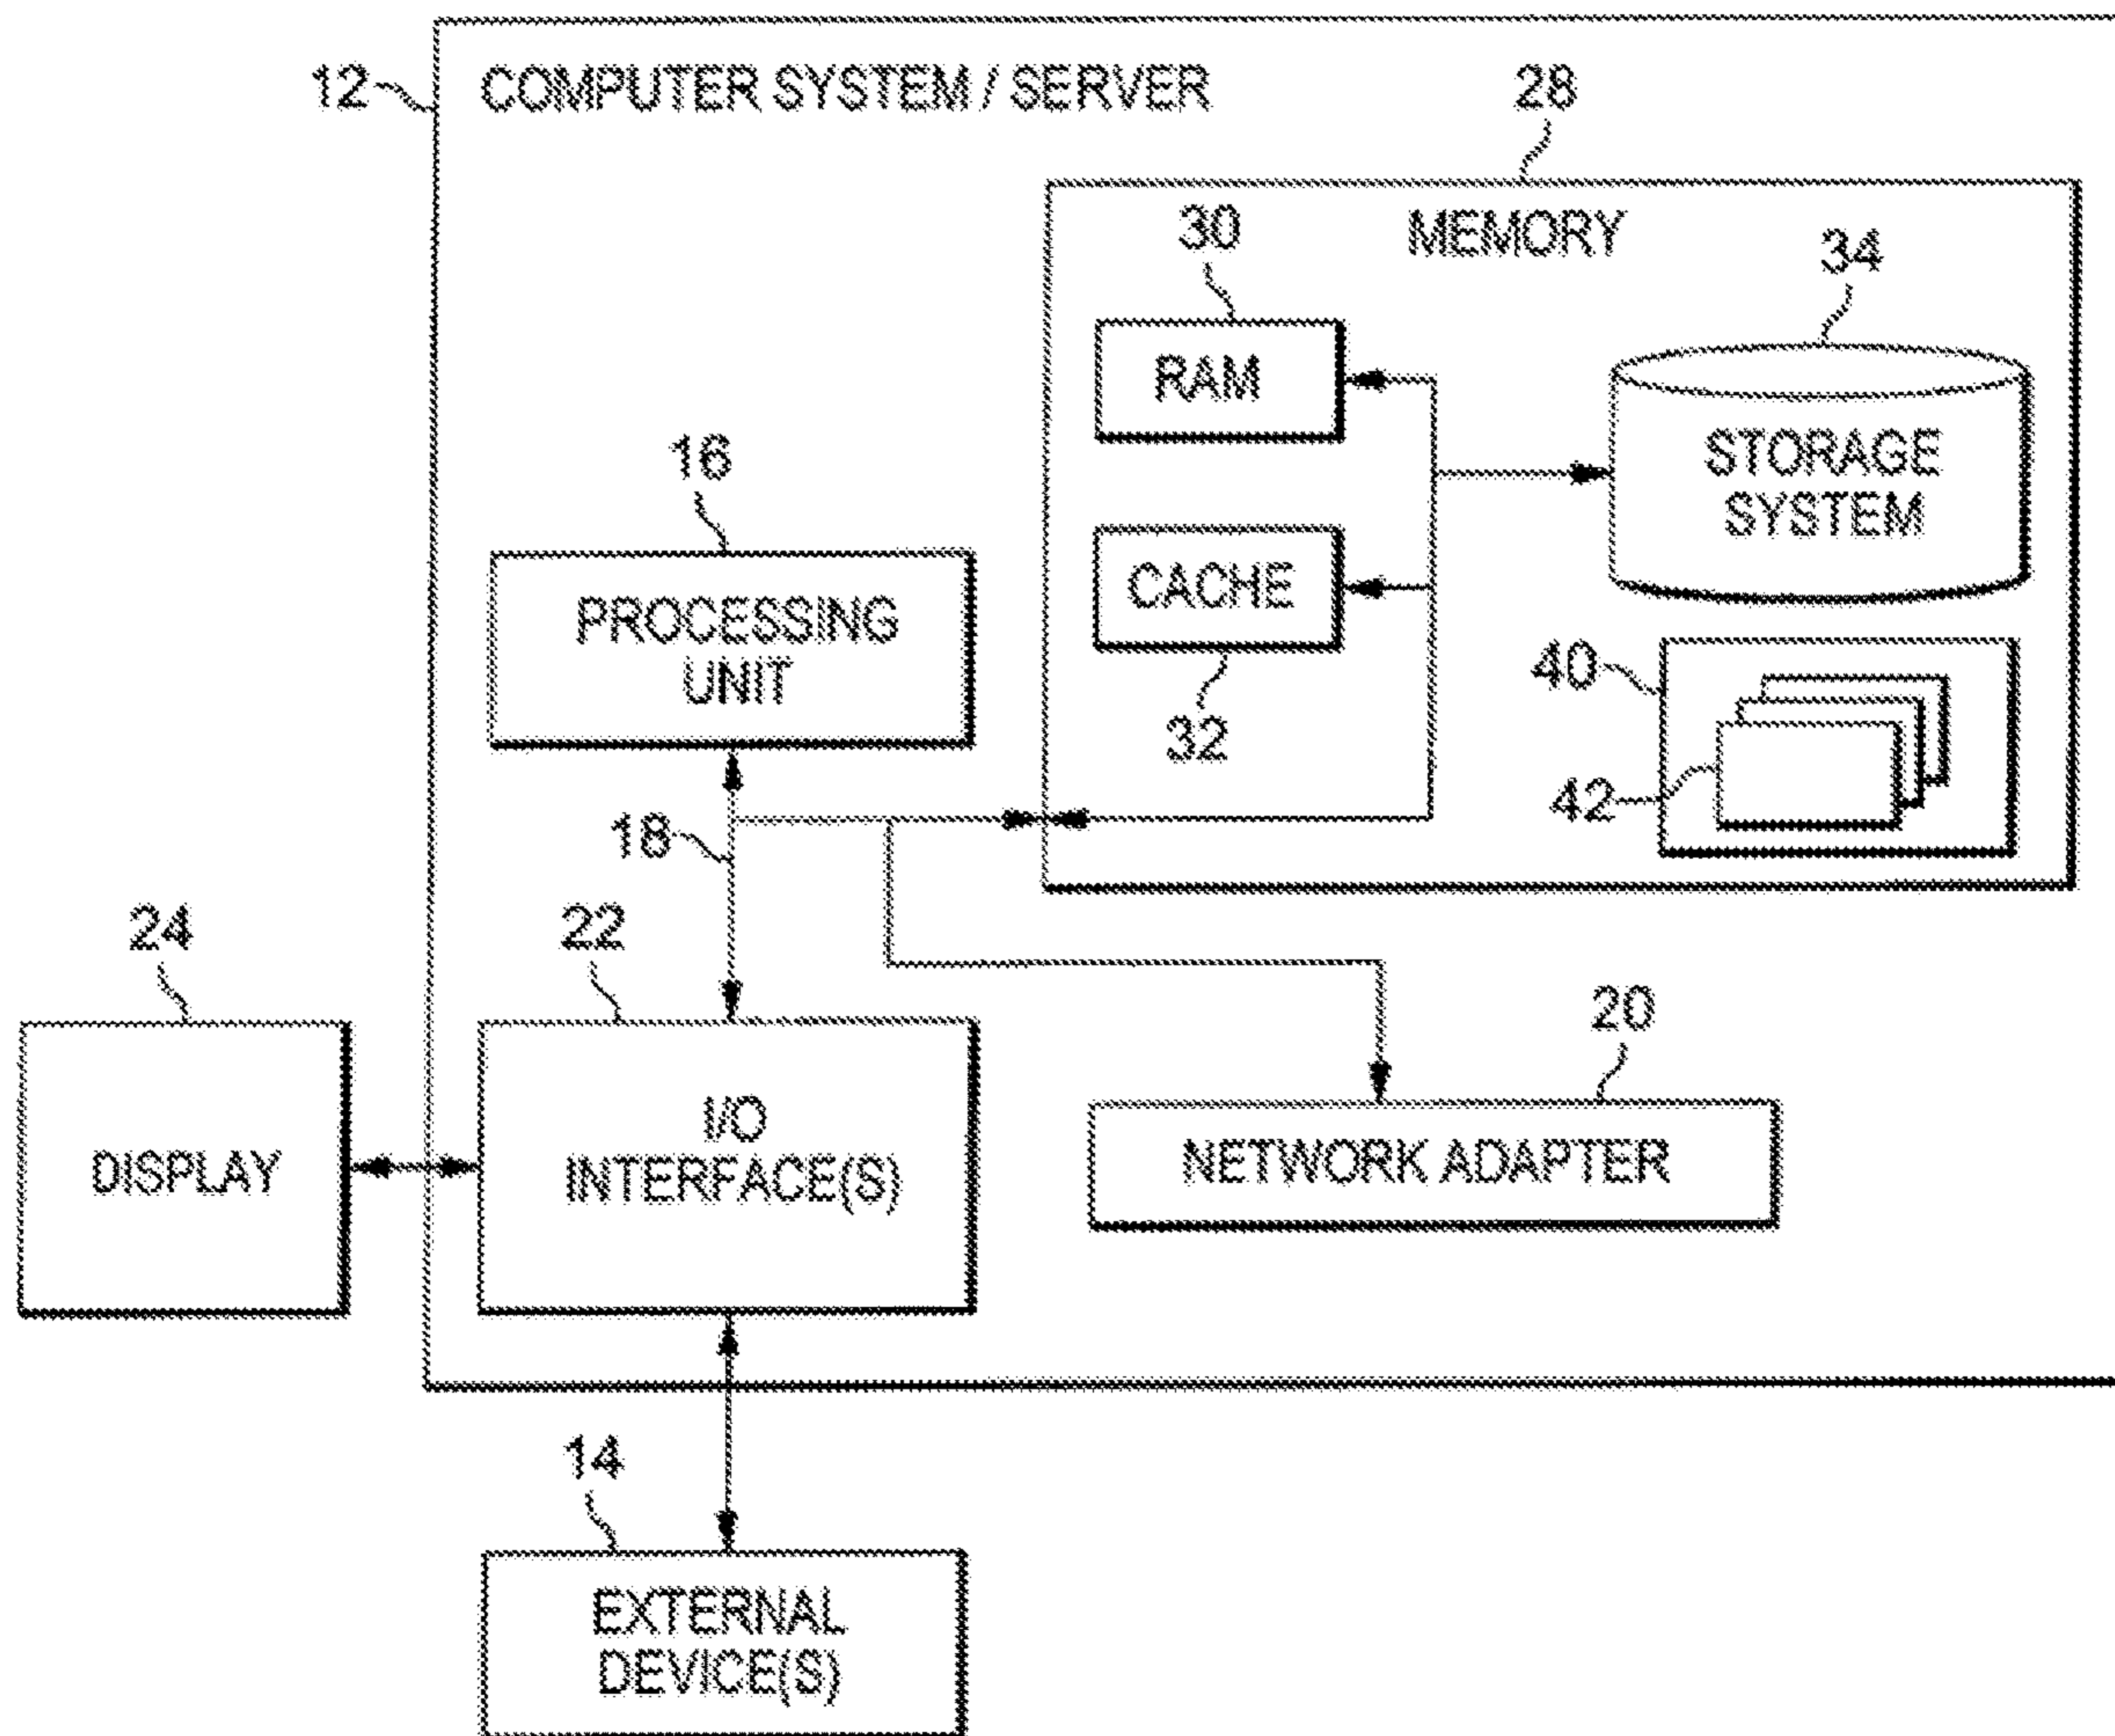 12
COMPUTER SYSTEM / SERVER
28
MEMORY
30
34
RAM
STORAGE
SYSTEM
16
PROCESSING
UNIT
CACHE
32
40
42
18
24
22
20
DISPLAY
I/O
INTERFACE(S)
NETWORK ADAPTER
14
EXTERNAL
DEVICE(S)